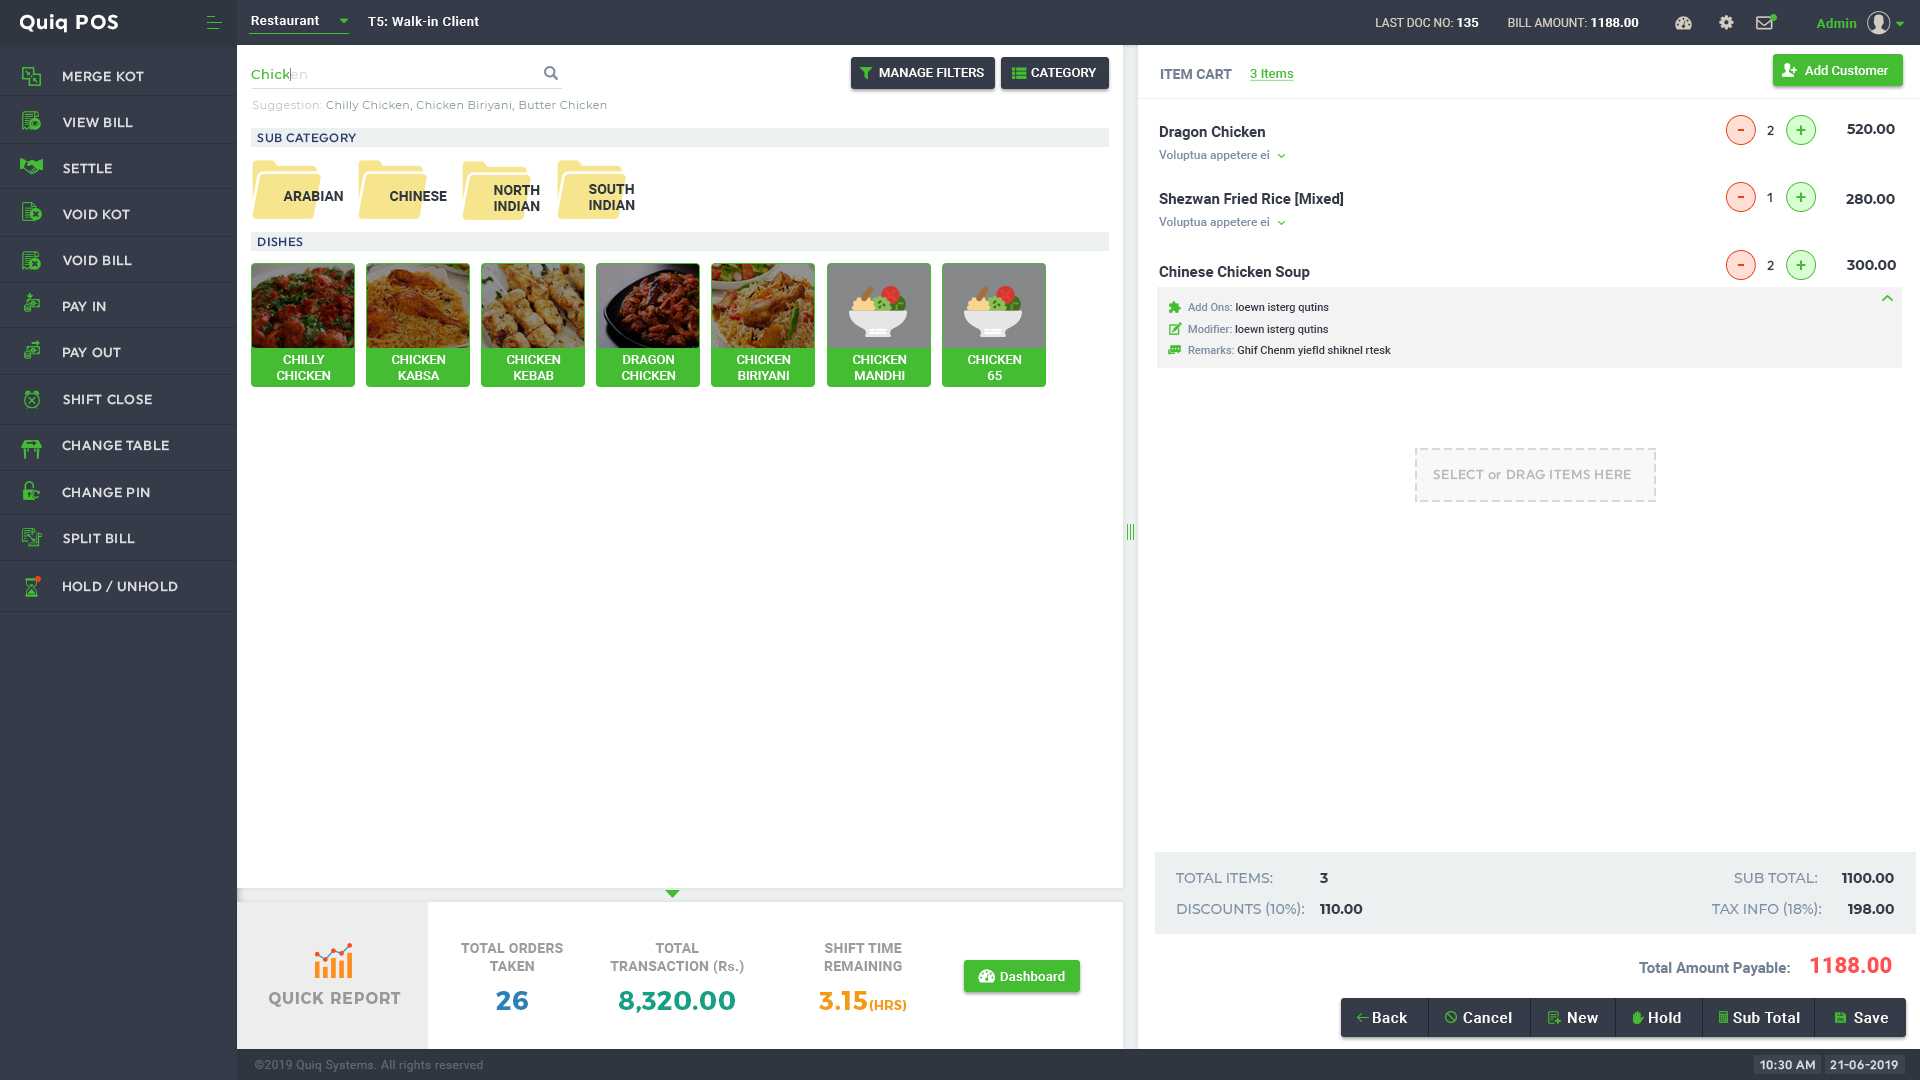 Quiq POS
Restaurant
T5: Walk-in Client
LAST DOC NO: 135
BILL AMOUNT: 1188.00
Admin
MERGE KOT
VIEW BILL
SETTLE
VOID KOT
VOID BILL
PAY IN
PAY OUT
SHIFT CLOSE
CHANGE TABLE
CHANGE PIN
SPLIT BILL
HOLD / UNHOLD
Chicken
MANAGE FILTERS
CATEGORY
Suggestion: Chilly Chicken, Chicken Biriyani, Butter Chicken
SUB CATEGORY
ARABIAN
CHINESE
NORTH
INDIAN
SOUTH
INDIAN
DISHES
CHILLY
CHICKEN
CHICKEN
KABSA
CHICKEN
KEBAB
DRAGON
CHICKEN
CHICKEN
BIRIYANI
CHICKEN
MANDHI
CHICKEN
65
ITEM CART
3 Items
Add Customer
Dragon Chicken
- 2 + 520.00
Voluptua appetere ei
Shezwan Fried Rice [Mixed]
- 1 + 280.00
Voluptua appetere ei
Chinese Chicken Soup
- 2 + 300.00
Add Ons: loewn isterg qutins
Modifier: loewn isterg qutins
Remarks: Ghif Chenm yiefld shiknel rtesk
SELECT or DRAG ITEMS HERE
TOTAL ITEMS: 3
SUB TOTAL: 1100.00
DISCOUNTS (10%): 110.00
TAX INFO (18%): 198.00
Total Amount Payable: 1188.00
Back
Cancel
New
Hold
Sub Total
Save
QUICK REPORT
TOTAL ORDERS
TAKEN
26
TOTAL
TRANSACTION (Rs.)
8,320.00
SHIFT TIME
REMAINING
3.15(HRS)
Dashboard
©2019 Quiq Systems. All rights reserved
10:30 AM
21-06-2019